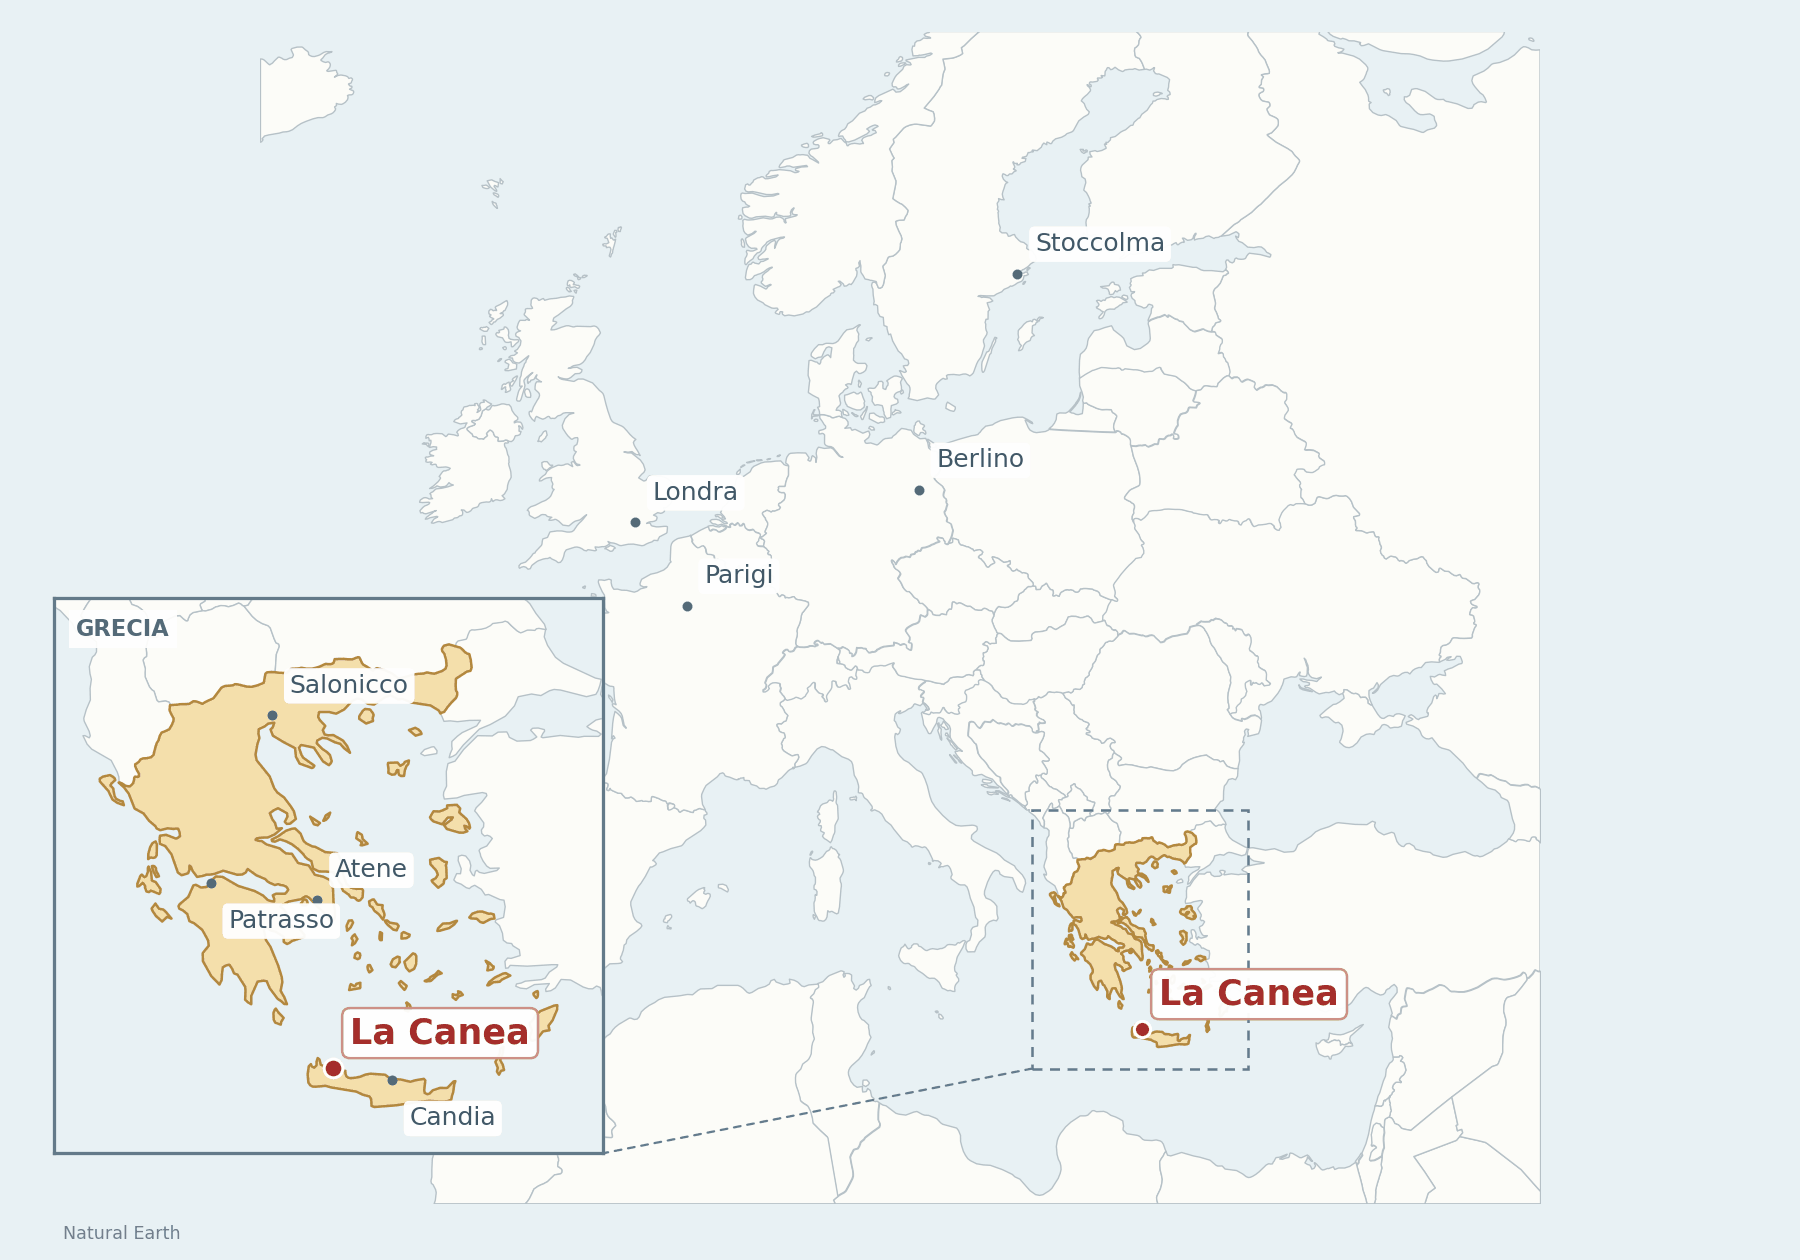 Stoccolma
Berlino
Londra
Parigi
GRECIA
Salonicco
Atene
Patrasso
La Canea
La Canea
Candia
Natural Earth